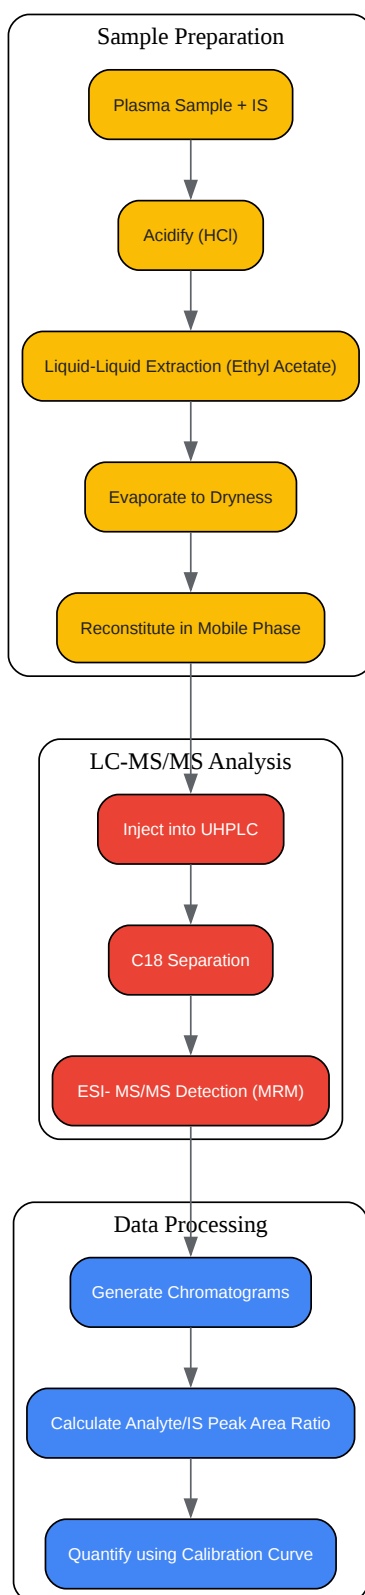 Sample Preparation
Plasma Sample + IS
Acidify (HCl)
Liquid-Liquid Extraction (Ethyl Acetate)
Evaporate to Dryness
Reconstitute in Mobile Phase
LC-MS/MS Analysis
Inject into UHPLC
C18 Separation
ESI- MS/MS Detection (MRM)
Data Processing
Generate Chromatograms
Calculate Analyte/IS Peak Area Ratio
Quantify using Calibration Curve